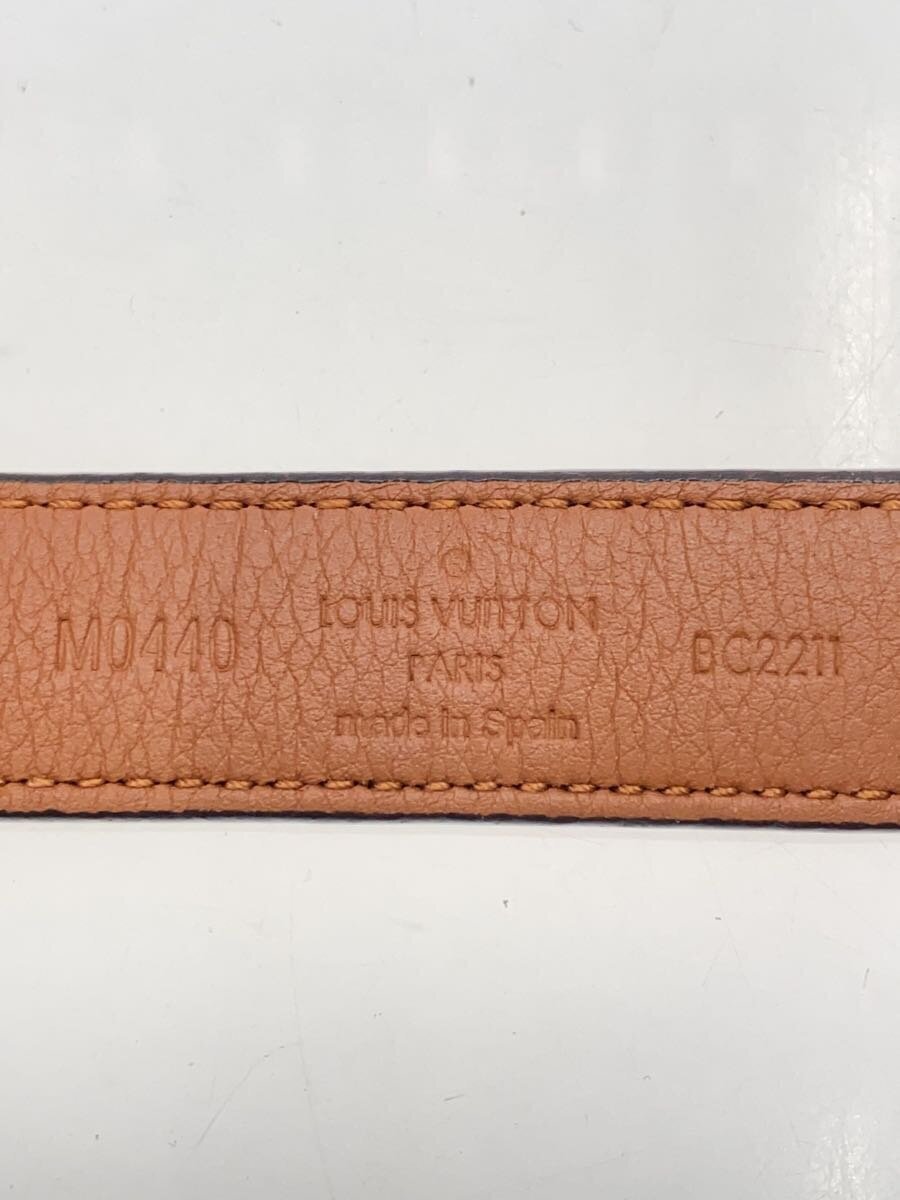 M0440
LOUIS VUITTON
PARIS
made in Spain
BC2211